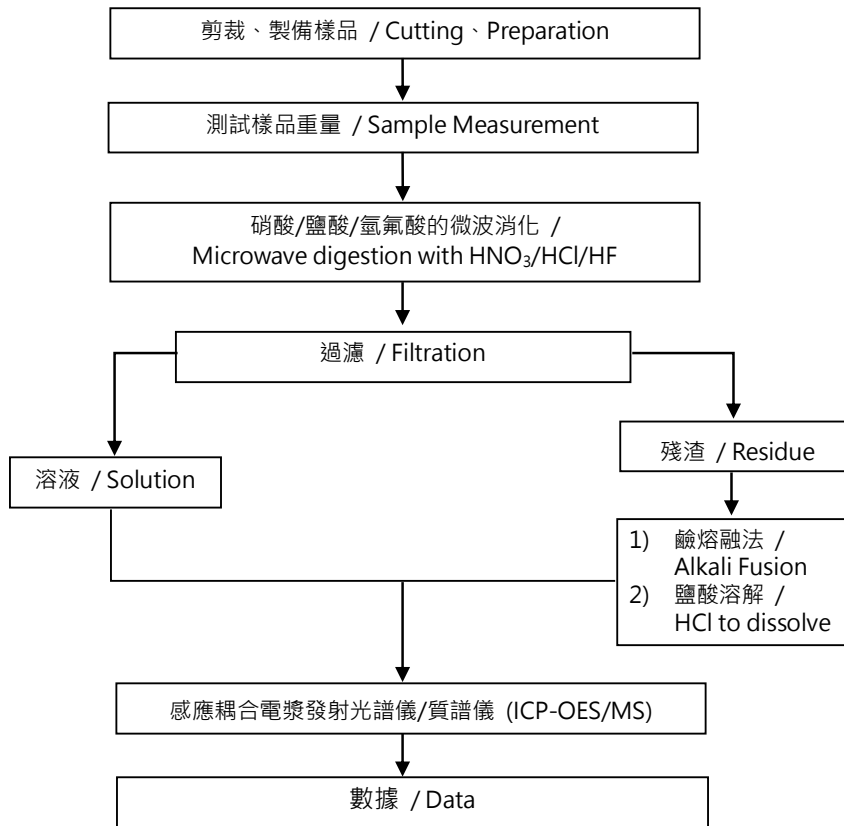 剪裁、製備樣品 / Cutting、Preparation
測試樣品重量 / Sample Measurement
硝酸/鹽酸/氫氟酸的微波消化 /
Microwave digestion with HNO₃/HCl/HF
過濾 / Filtration
溶液 / Solution
殘渣 / Residue
1) 鹼熔融法 /
Alkali Fusion
2) 鹽酸溶解 /
HCl to dissolve
感應耦合電漿發射光譜儀/質譜儀 (ICP-OES/MS)
數據 / Data